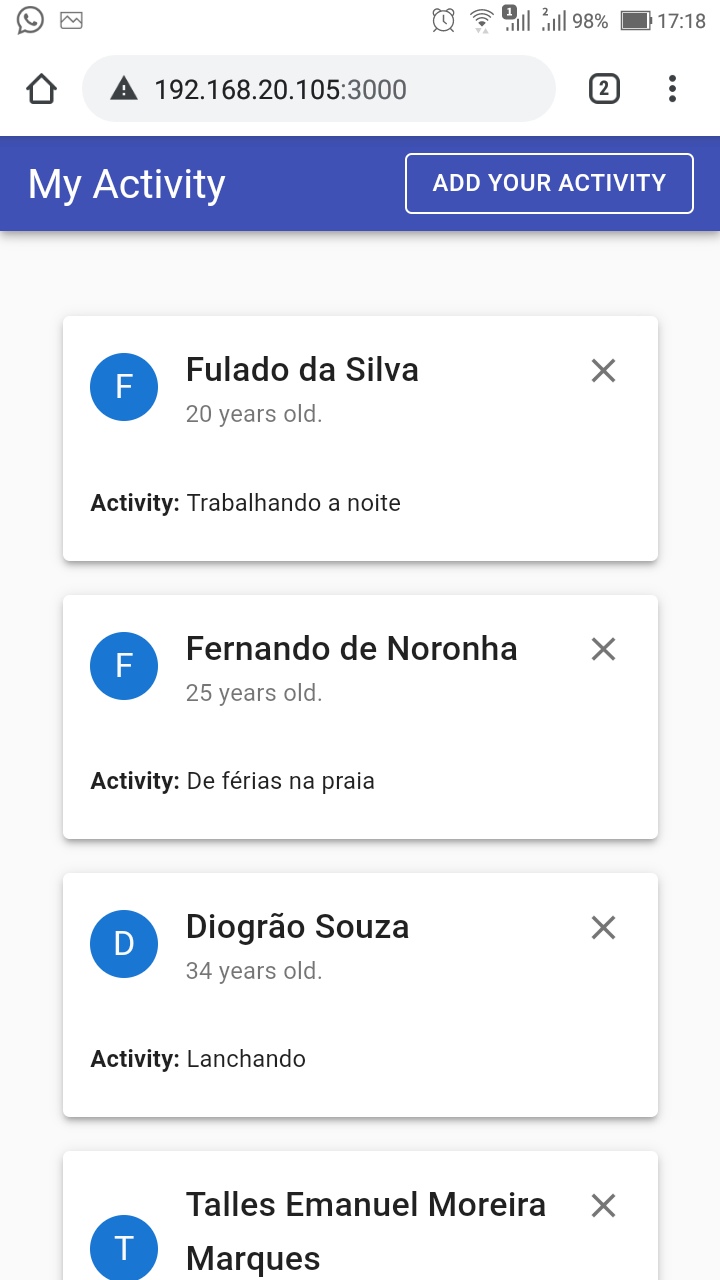 1 2 98% 17:18
192.168.20.105:3000 2
My Activity ADD YOUR ACTIVITY
F Fulado da Silva
20 years old.
Activity: Trabalhando a noite
F Fernando de Noronha
25 years old.
Activity: De férias na praia
D Diogrão Souza
34 years old.
Activity: Lanchando
T Talles Emanuel Moreira
Marques